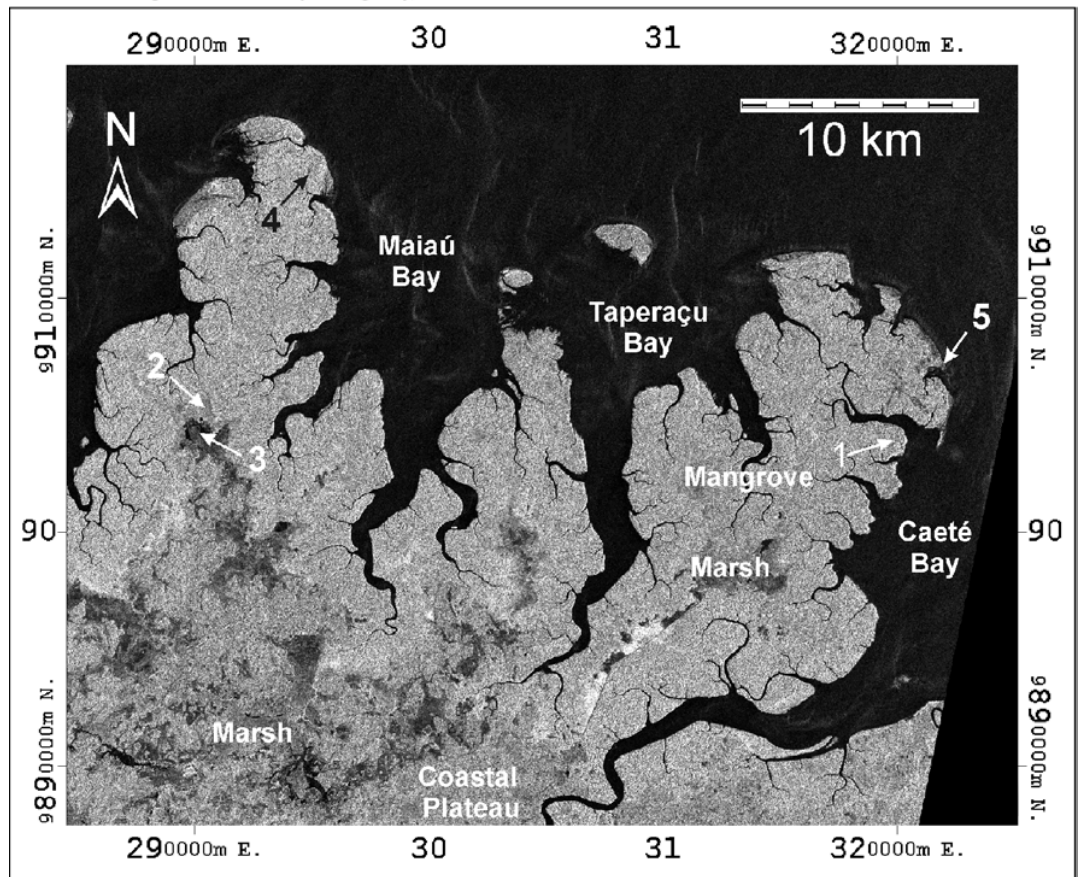 290000m E.
30
31
320000m E.
N
10 km
4
Maiaú
Bay
9910000m N.
9910000m N.
Taperaçu
Bay
5
2
3
1
Mangrove
90
Caeté
Bay
90
Marsh
9890000m N.
9890000m N.
Marsh
Coastal
Plateau
290000m E.
30
31
320000m E.